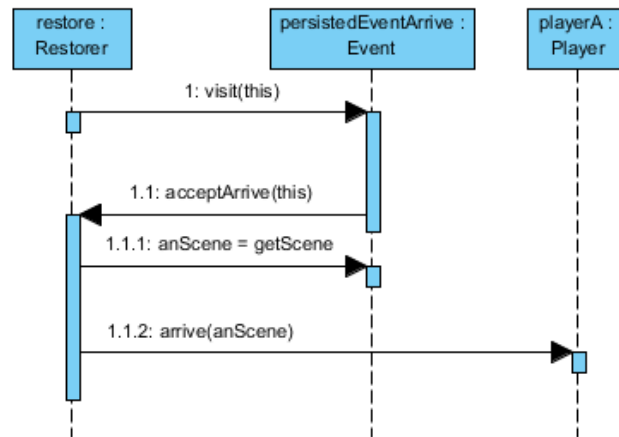 restore :
Restorer
persistedEventArrive :
Event
playerA :
Player
1: visit(this)
1.1: acceptArrive(this)
1.1.1: anScene = getScene
1.1.2: arrive(anScene)